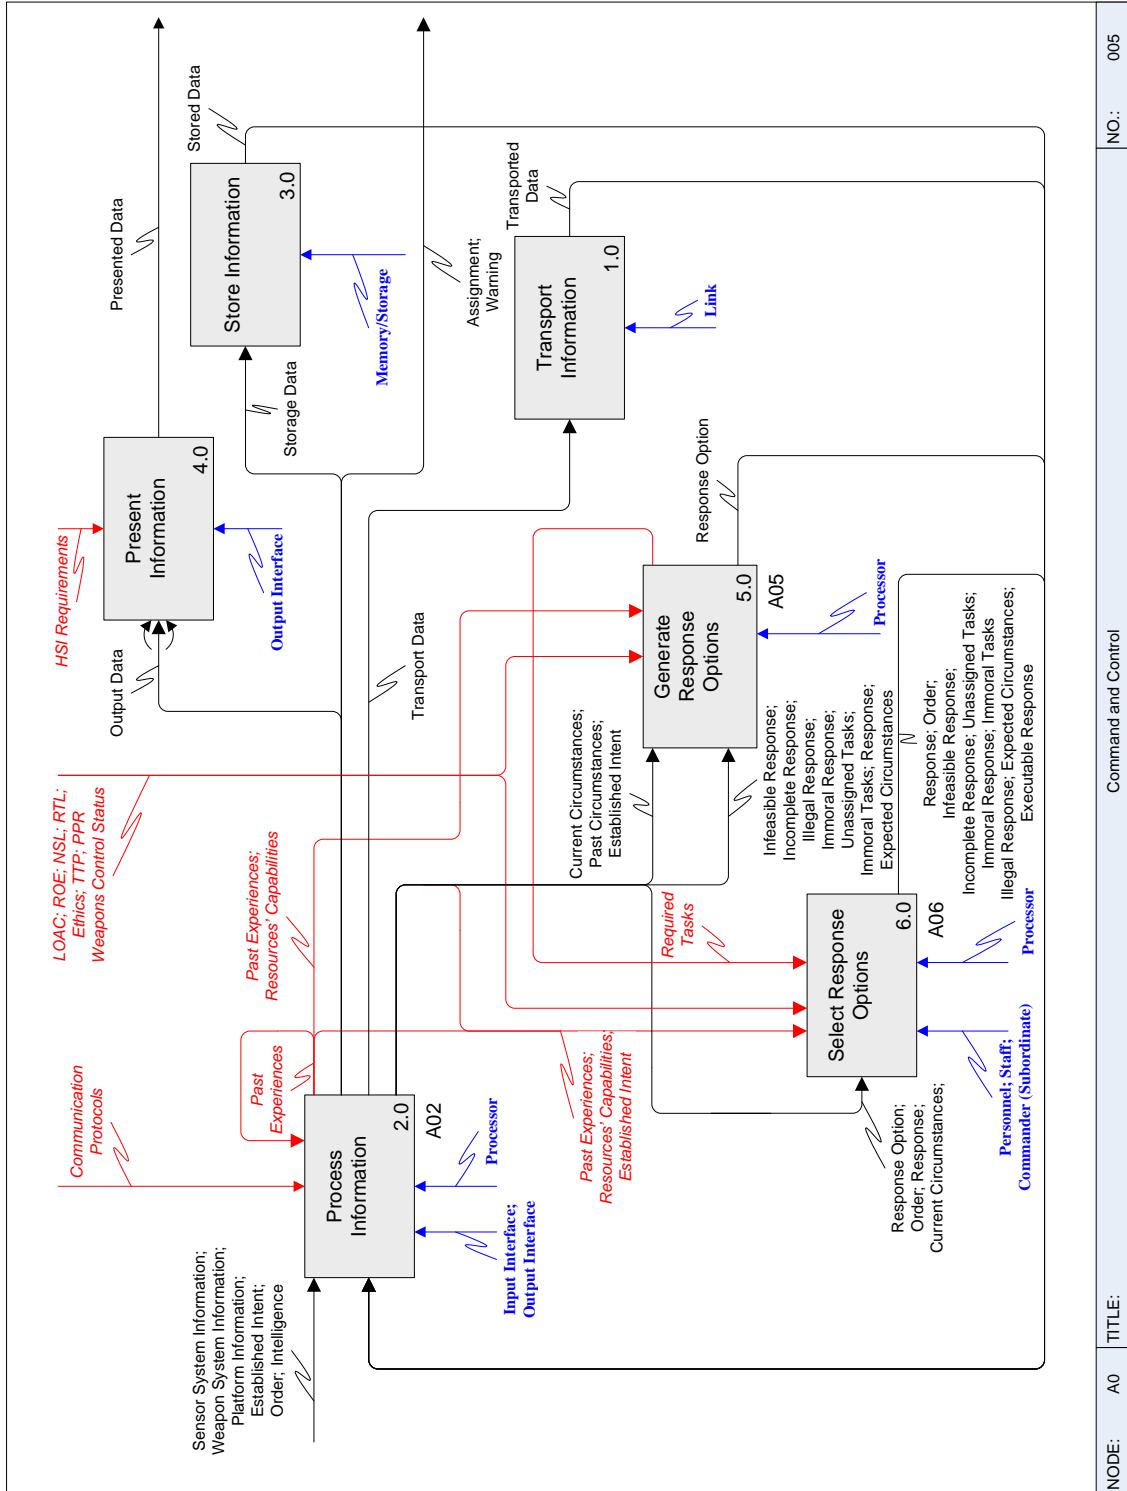 HSI Requirements
Presented Data
Stored Data
Present
Information
4.0
Store Information
3.0
Output Data
Output Interface
Storage Data
Memory/Storage
Assignment;
Warning
Transported
Data
Transport
Information
1.0
Link
LOAC; ROE; NSL; RTL;
Ethics; TTP; PPR
Weapons Control Status
Transport Data
Response Option
Generate
Response
Options
5.0
A05
Processor
Past Experiences;
Resources' Capabilities
Current Circumstances;
Past Circumstances;
Established Intent
Infeasible Response;
Incomplete Response;
Illegal Response;
Immoral Response;
Unassigned Tasks;
Immoral Tasks; Response;
Expected Circumstances
Required
Tasks
Communication
Protocols
Past
Experiences
Process
Information
2.0
A02
Processor
Input Interface;
Output Interface
Sensor System Information;
Weapon System Information;
Platform Information;
Established Intent;
Order; Intelligence
Past Experiences;
Resources' Capabilities;
Established Intent
Select Response
Options
6.0
A06
Processor
Personnel; Staff;
Commander (Subordinate)
Response Option;
Order; Response;
Current Circumstances;
Response; Order;
Infeasible Response;
Incomplete Response; Unassigned Tasks;
Immoral Response; Immoral Tasks
Illegal Response; Expected Circumstances;
Executable Response
NODE: A0 TITLE: Command and Control NO.: 005